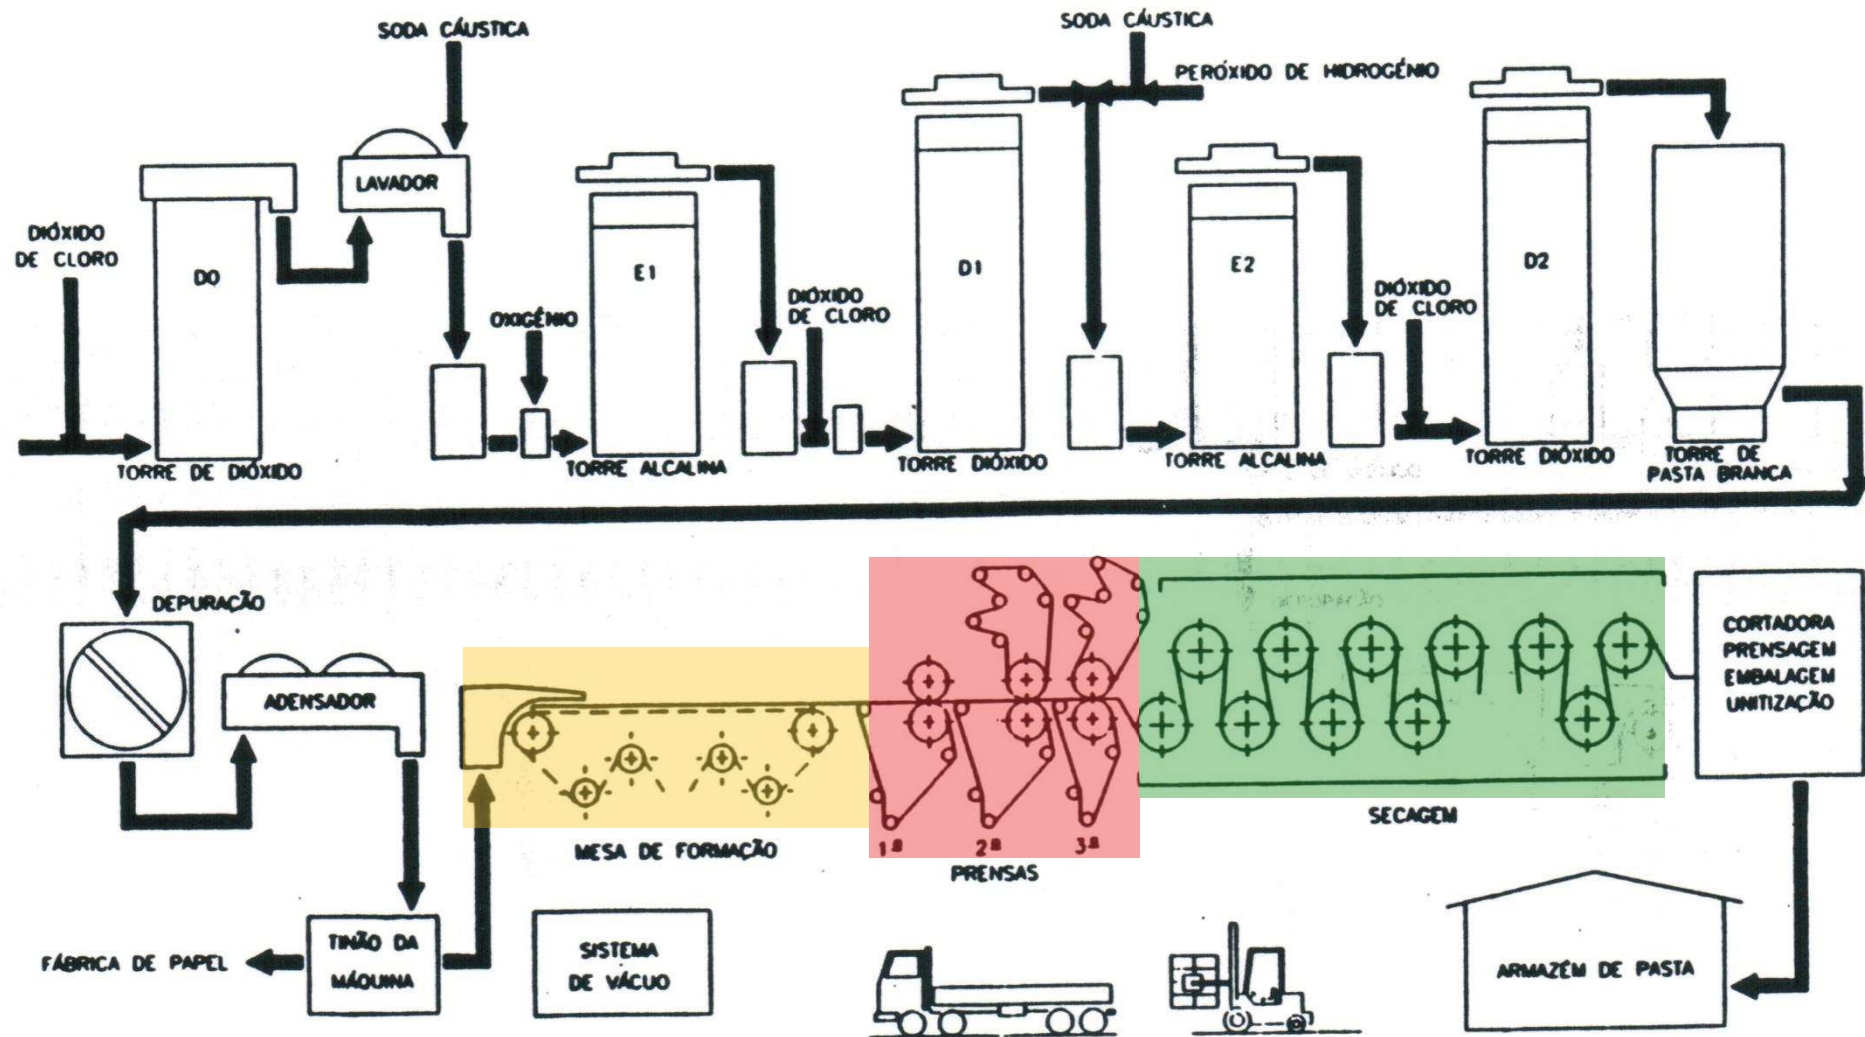 SODA CÁUSTICA
SODA CÁUSTICA
PERÓXIDO DE HIDROGÉNIO
LAVADOR
DIÓXIDO
DE CLORO
D0
E1
D1
E2
D2
OXIGÉNIO
DIÓXIDO
DE CLORO
DIÓXIDO
DE CLORO
TORRE DE DIÓXIDO
TORRE ALCALINA
TORRE DIÓXIDO
TORRE ALCALINA
TORRE DIÓXIDO
TORRE DE
PASTA BRANCA
DEPURAÇÃO
ADENSADOR
CORTADORA
PRENSAGEM
EMBALAGEM
UNITIZAÇÃO
MESA DE FORMAÇÃO
1ª
2ª
3ª
PRENSAS
SECAGEM
FÁBRICA DE PAPEL
TINÃO DA
MÁQUINA
SISTEMA
DE VÁCUO
ARMAZÉM DE PASTA